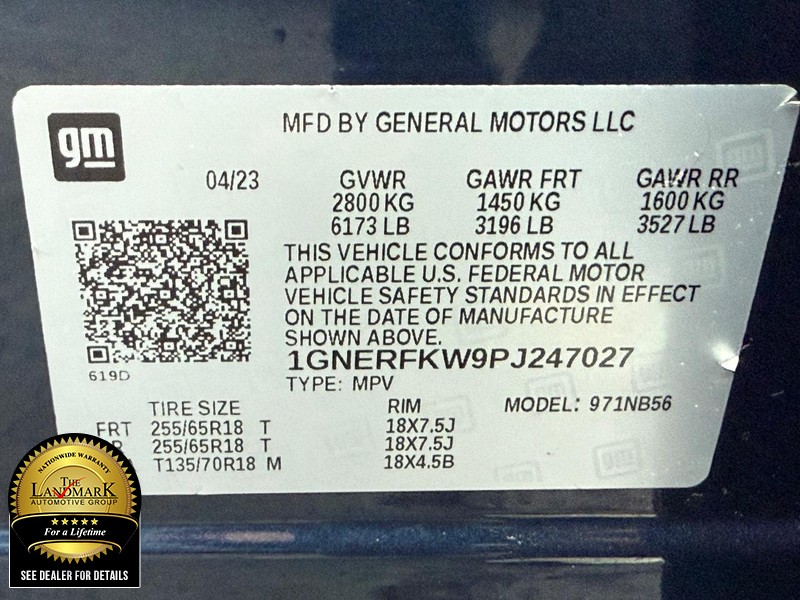 gm
MFD BY GENERAL MOTORS LLC
04/23 GVWR GAWR FRT GAWR RR
2800 KG 1450 KG 1600 KG
6173 LB 3196 LB 3527 LB
THIS VEHICLE CONFORMS TO ALL
APPLICABLE U.S. FEDERAL MOTOR
VEHICLE SAFETY STANDARDS IN EFFECT
ON THE DATE OF MANUFACTURE
SHOWN ABOVE.
1GNERFKW9PJ247027
619D
TYPE: MPV
TIRE SIZE RIM MODEL: 971NB56
FRT 255/65R18 T 18X7.5J
R 255/65R18 T 18X7.5J
T135/70R18 M 18X4.5B
NATIONWIDE WARRANTY
THE
LANDMARK
AUTOMOTIVE GROUP
For a Lifetime
SEE DEALER FOR DETAILS